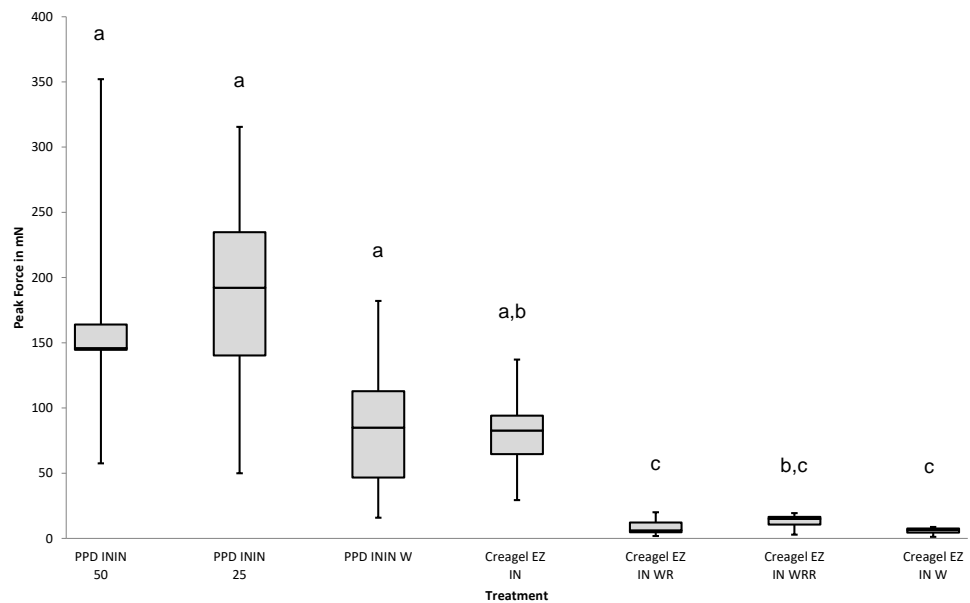 400
a
350
a
300
250
a
200
a,b
150
100
c
b,c
c
50
0
Peak Force in mN
PPD ININ
50
PPD ININ
25
PPD ININ W
Creagel EZ
IN
Creagel EZ
IN WR
Creagel EZ
IN WRR
Creagel EZ
IN W
Treatment